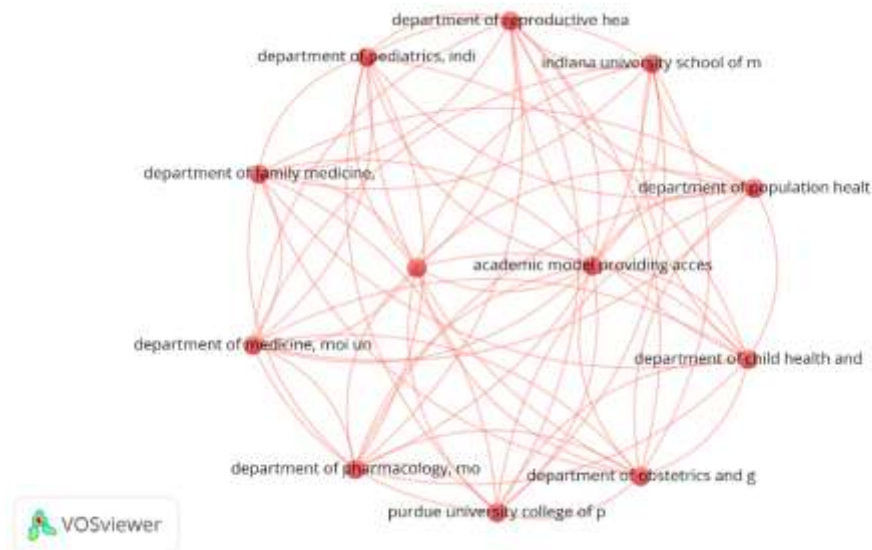 department of reproductive hea
department of pediatrics, indi
indiana university school of m
department of family medicine,
department of population healt
academic model providing acces
department of medicine, moi un
department of child health and
department of pharmacology, mo
department of obstetrics and g
purdue university college of p
VOSviewer